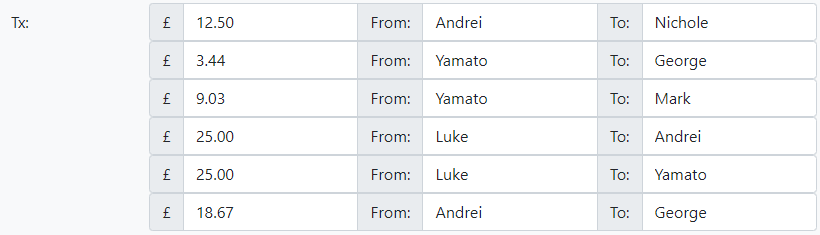 Tx: £ 12.50 From: Andrei To: Nichole
£ 3.44 From: Yamato To: George
£ 9.03 From: Yamato To: Mark
£ 25.00 From: Luke To: Andrei
£ 25.00 From: Luke To: Yamato
£ 18.67 From: Andrei To: George